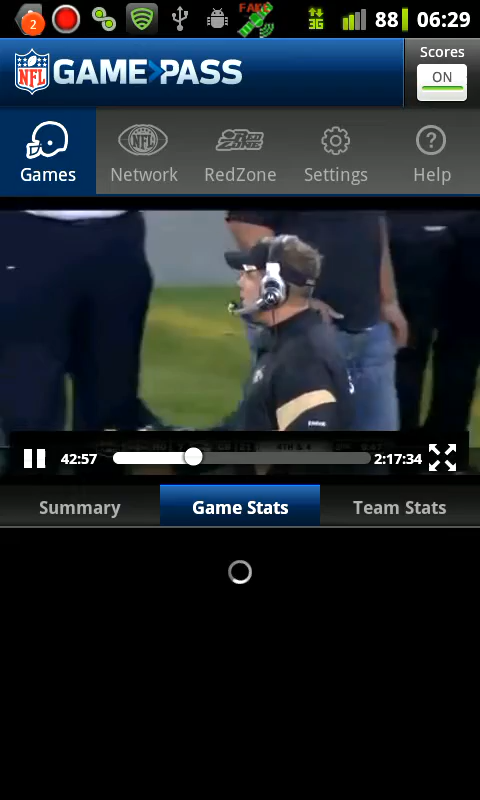 2
FAKE
3G
88
06:29
NFL
GAME PASS
Scores
ON
NFL
RED
ZONE
?
Games
Network
RedZone
Settings
Help
42:57
2:17:34
Summary
Game Stats
Team Stats